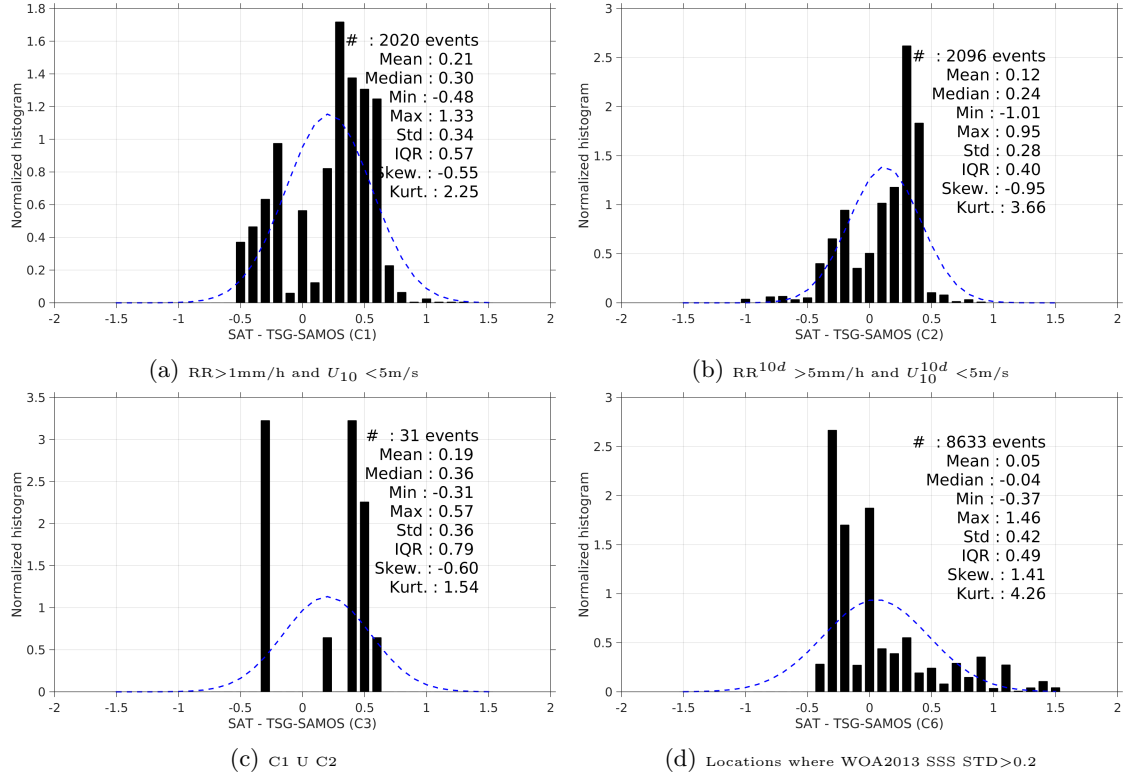 1.8
1.6
1.4
1.2
1
0.8
0.6
0.4
0.2
0
Normalized histogram
# : 2020 events
Mean : 0.21
Median : 0.30
Min : -0.48
Max : 1.33
Std : 0.34
IQR : 0.57
Skew. : -0.55
Kurt. : 2.25
-2 -1.5 -1 -0.5 0 0.5 1 1.5 2
SAT - TSG-SAMOS (C1)
(a) RR>1mm/h and U10 <5m/s
3
2.5
2
1.5
1
0.5
0
Normalized histogram
# : 2096 events
Mean : 0.12
Median : 0.24
Min : -1.01
Max : 0.95
Std : 0.28
IQR : 0.40
Skew. : -0.95
Kurt. : 3.66
-2 -1.5 -1 -0.5 0 0.5 1 1.5 2
SAT - TSG-SAMOS (C2)
(b) RR^10d >5mm/h and U10^10d <5m/s
3.5
3
2.5
2
1.5
1
0.5
0
Normalized histogram
# : 31 events
Mean : 0.19
Median : 0.36
Min : -0.31
Max : 0.57
Std : 0.36
IQR : 0.79
Skew. : -0.60
Kurt. : 1.54
-2 -1.5 -1 -0.5 0 0.5 1 1.5 2
SAT - TSG-SAMOS (C3)
(c) C1 U C2
3
2.5
2
1.5
1
0.5
0
Normalized histogram
# : 8633 events
Mean : 0.05
Median : -0.04
Min : -0.37
Max : 1.46
Std : 0.42
IQR : 0.49
Skew. : 1.41
Kurt. : 4.26
-2 -1.5 -1 -0.5 0 0.5 1 1.5 2
SAT - TSG-SAMOS (C6)
(d) Locations where WOA2013 SSS STD>0.2